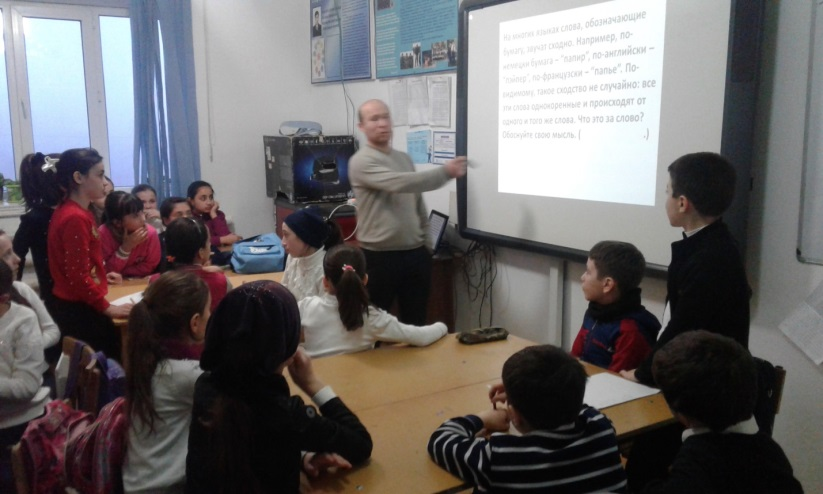 На многих языках слова, обозначающие
бумагу, звучат сходно. Например, по-
немецки бумага – "папир", по-английски –
"пэйпер", по-французски – "папье". По-
видимому, такое сходство не случайно: все
эти слова однокоренные и происходят от
одного и того же слова. Что это за слово?
Обоснуйте свою мысль. ( .)